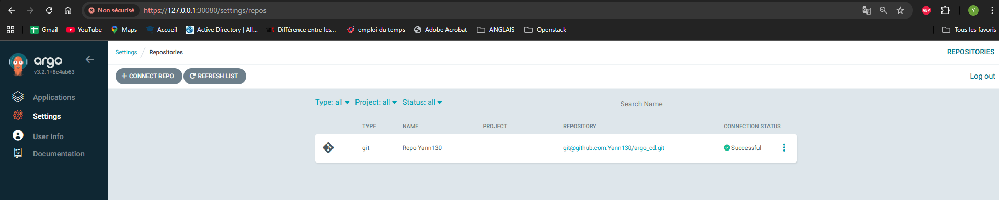 Non sécurisé https://127.0.0.1:30080/settings/repos ABP Y
Gmail YouTube Maps Accueil Active Directory | All... Différence entre les... emploi du temps Adobe Acrobat ANGLAIS Openstack Tous les favoris
argo
v3.2.1+8c4ab63
Applications
Settings
User Info
Documentation
Settings / Repositories REPOSITORIES
+ CONNECT REPO REFRESH LIST Log out
Type: all Project: all Status: all Search Name
TYPE NAME PROJECT REPOSITORY CONNECTION STATUS
git Repo Yann130 git@github.com:Yann130/argo_cd.git Successful